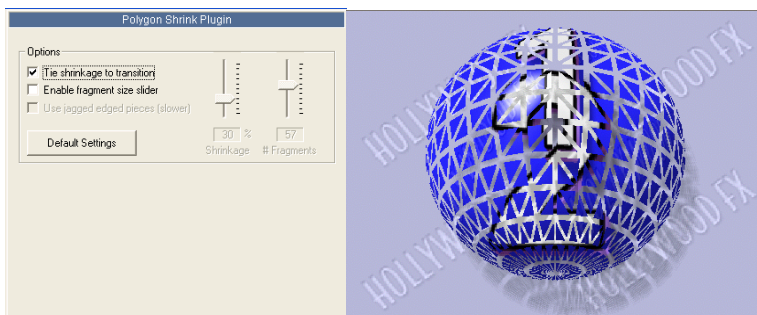 Polygon Shrink Plugin
Options
Tie shrinkage to transition
Enable fragment size slider
Use jagged edged pieces (slower)
30 %
57
Shrinkage
# Fragments
Default Settings
2
HOLLYWOOD FX
HOLLYWOOD FX